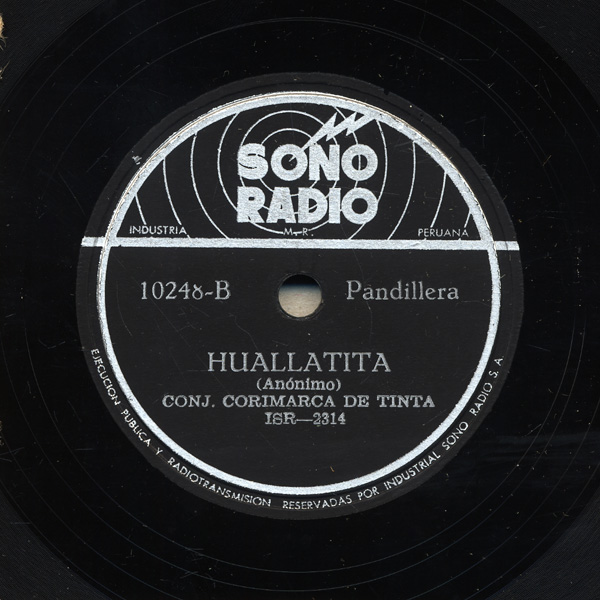 SONO
RADIO
INDUSTRIA M.R. PERUANA
10248-B Pandillera
HUALLATITA
(Anónimo)
CONJ. CORIMARCA DE TINTA
ISR—2314
EJECUCION PUBLICA Y RADIOTRANSMISION RESERVADAS POR INDUSTRIAL SONO RADIO S.A.